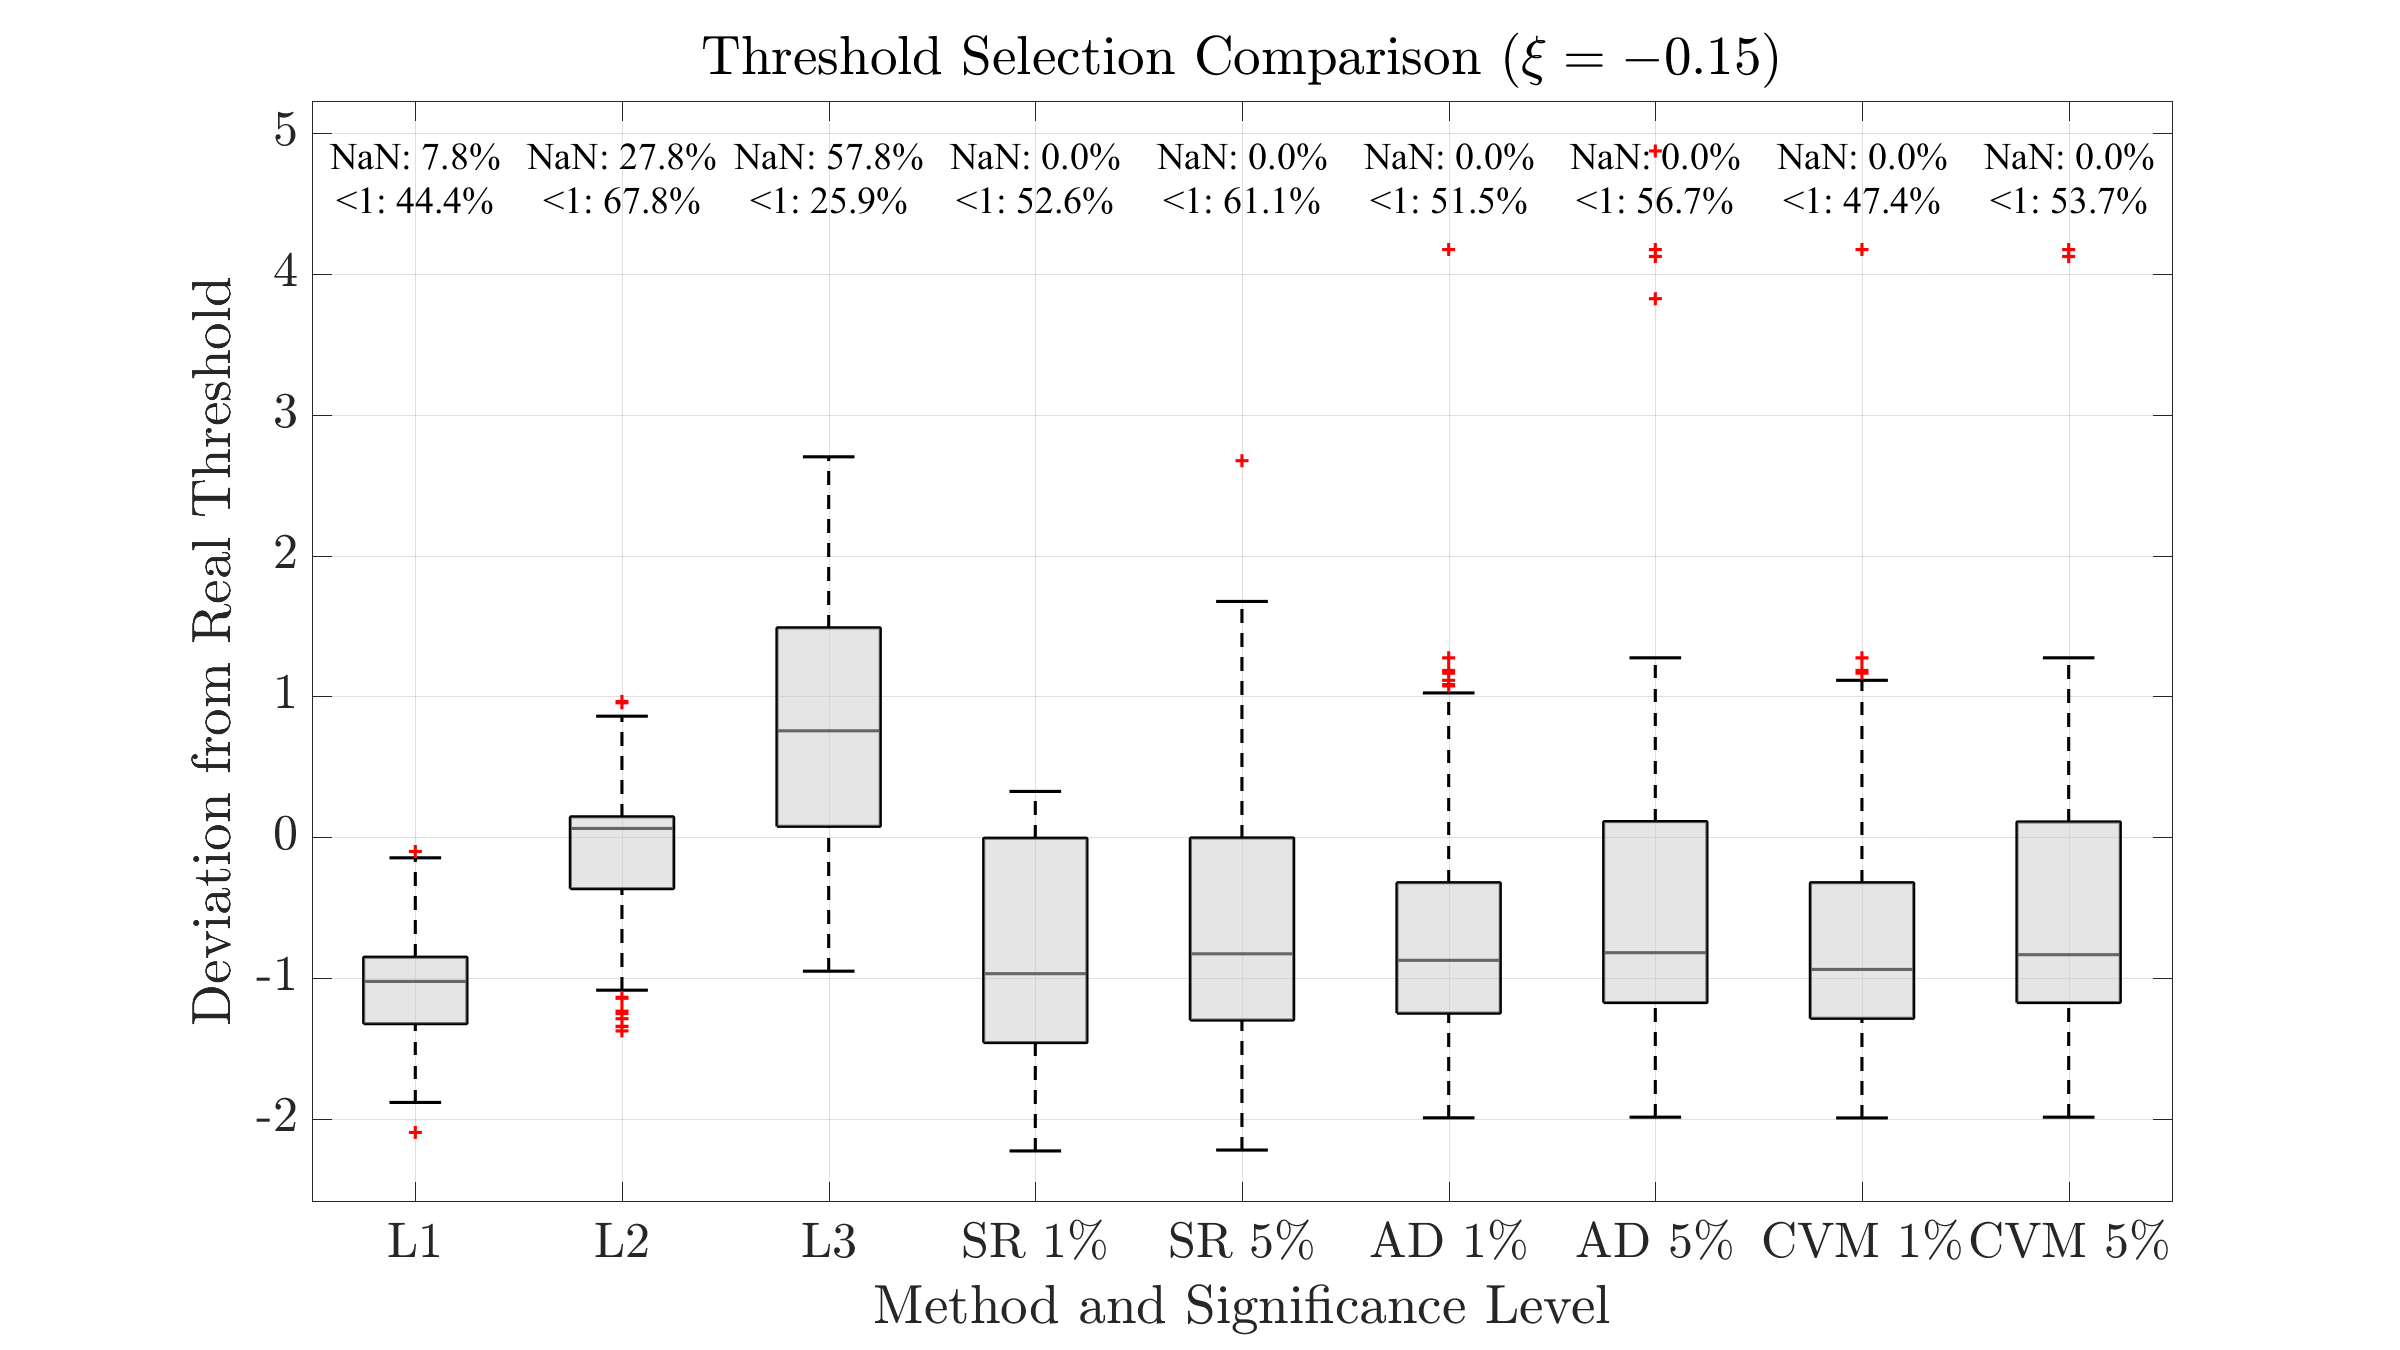 Threshold Selection Comparison (ξ = −0.15)
NaN: 7.8% NaN: 27.8% NaN: 57.8% NaN: 0.0% NaN: 0.0% NaN: 0.0% NaN: 0.0% NaN: 0.0% NaN: 0.0%
<1: 44.4% <1: 67.8% <1: 25.9% <1: 52.6% <1: 61.1% <1: 51.5% <1: 56.7% <1: 47.4% <1: 53.7%
Deviation from Real Threshold
5
4
3
2
1
0
-1
-2
L1 L2 L3 SR 1% SR 5% AD 1% AD 5% CVM 1% CVM 5%
Method and Significance Level